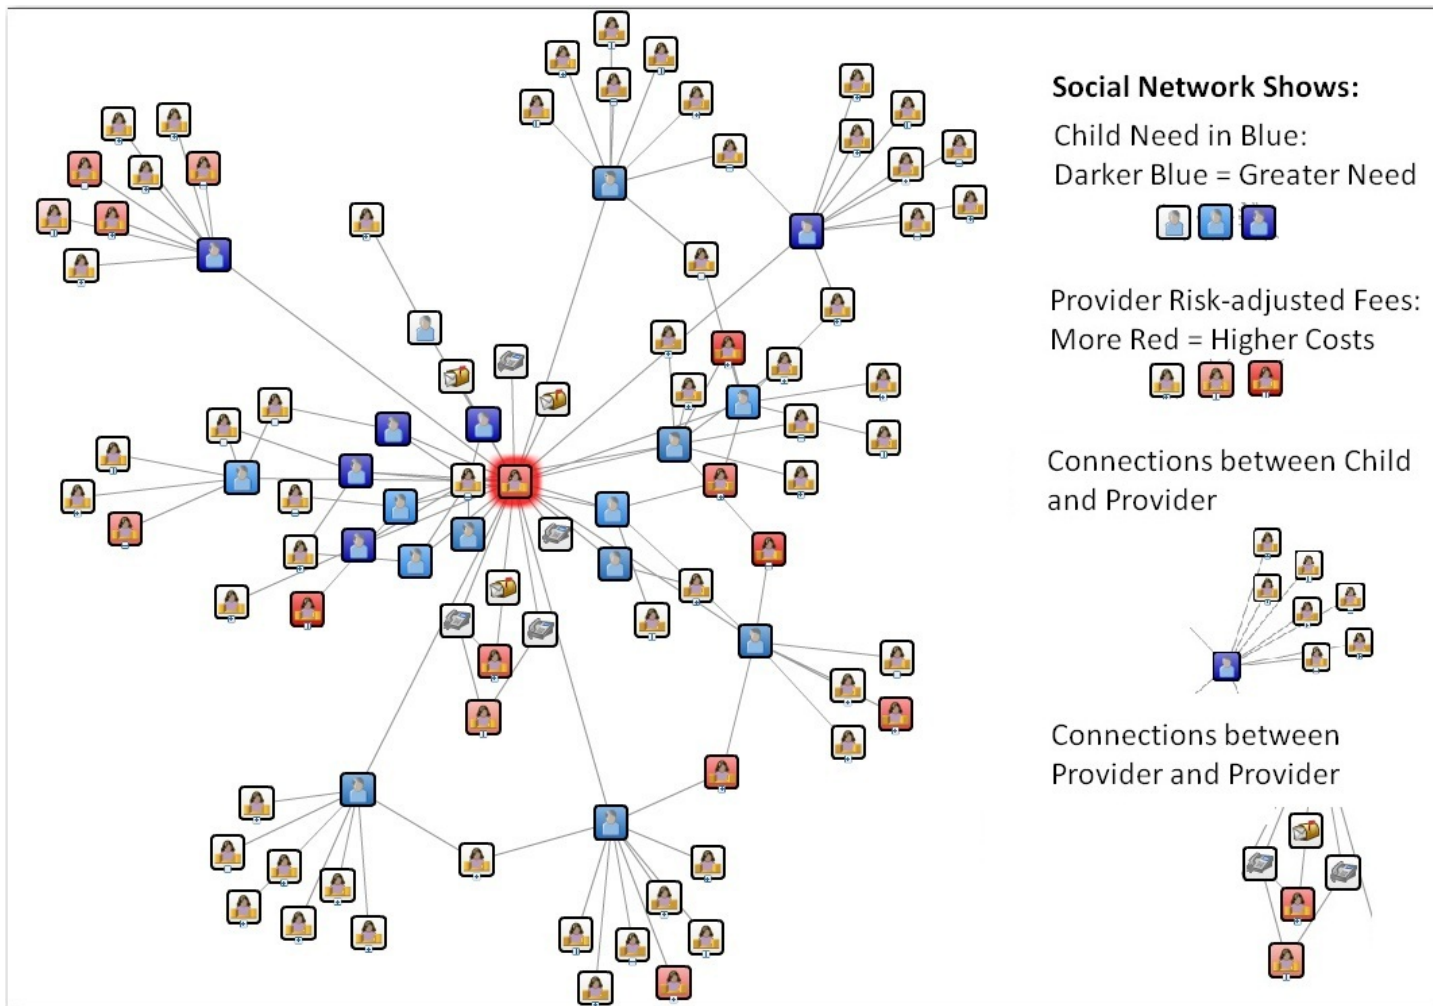 Social Network Shows:
Child Need in Blue:
Darker Blue = Greater Need
Provider Risk-adjusted Fees:
More Red = Higher Costs
Connections between Child
and Provider
Connections between
Provider and Provider